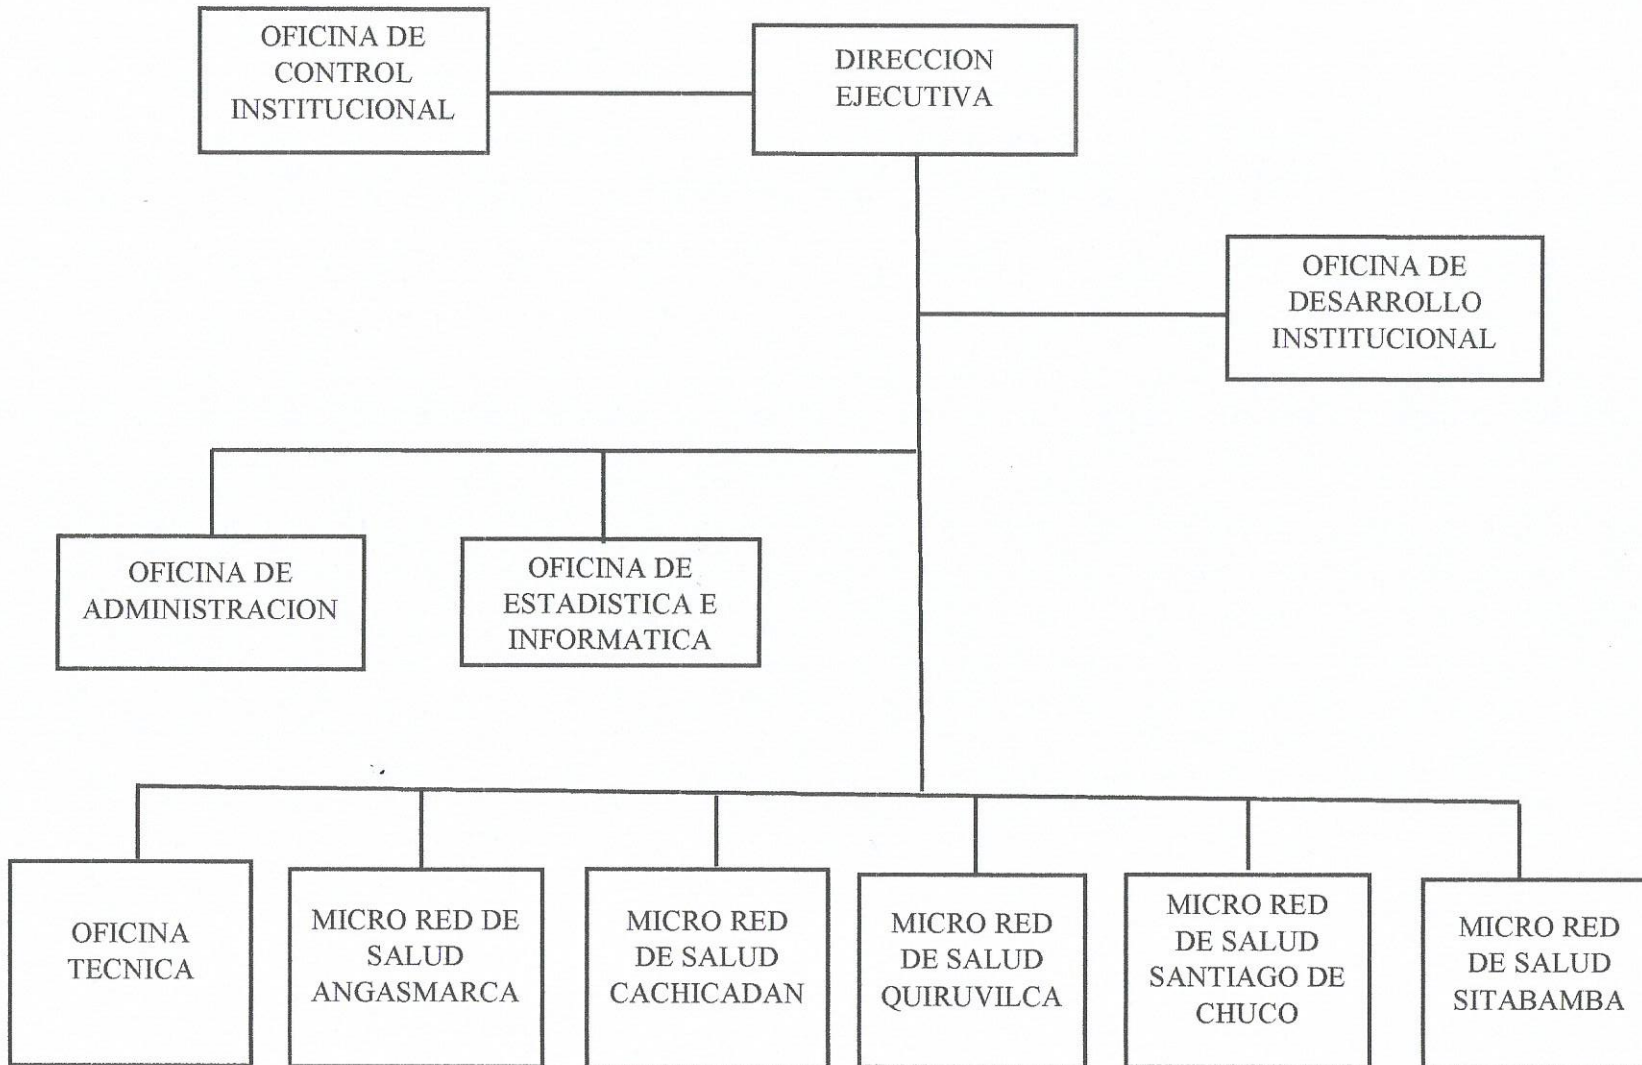 OFICINA DE
CONTROL
INSTITUCIONAL
DIRECCION
EJECUTIVA
OFICINA DE
DESARROLLO
INSTITUCIONAL
OFICINA DE
ADMINISTRACION
OFICINA DE
ESTADISTICA E
INFORMATICA
OFICINA
TECNICA
MICRO RED DE
SALUD
ANGASMARCA
MICRO RED
DE SALUD
CACHICADAN
MICRO RED
DE SALUD
QUIRUVILCA
MICRO RED
DE SALUD
SANTIAGO DE
CHUCO
MICRO RED
DE SALUD
SITABAMBA